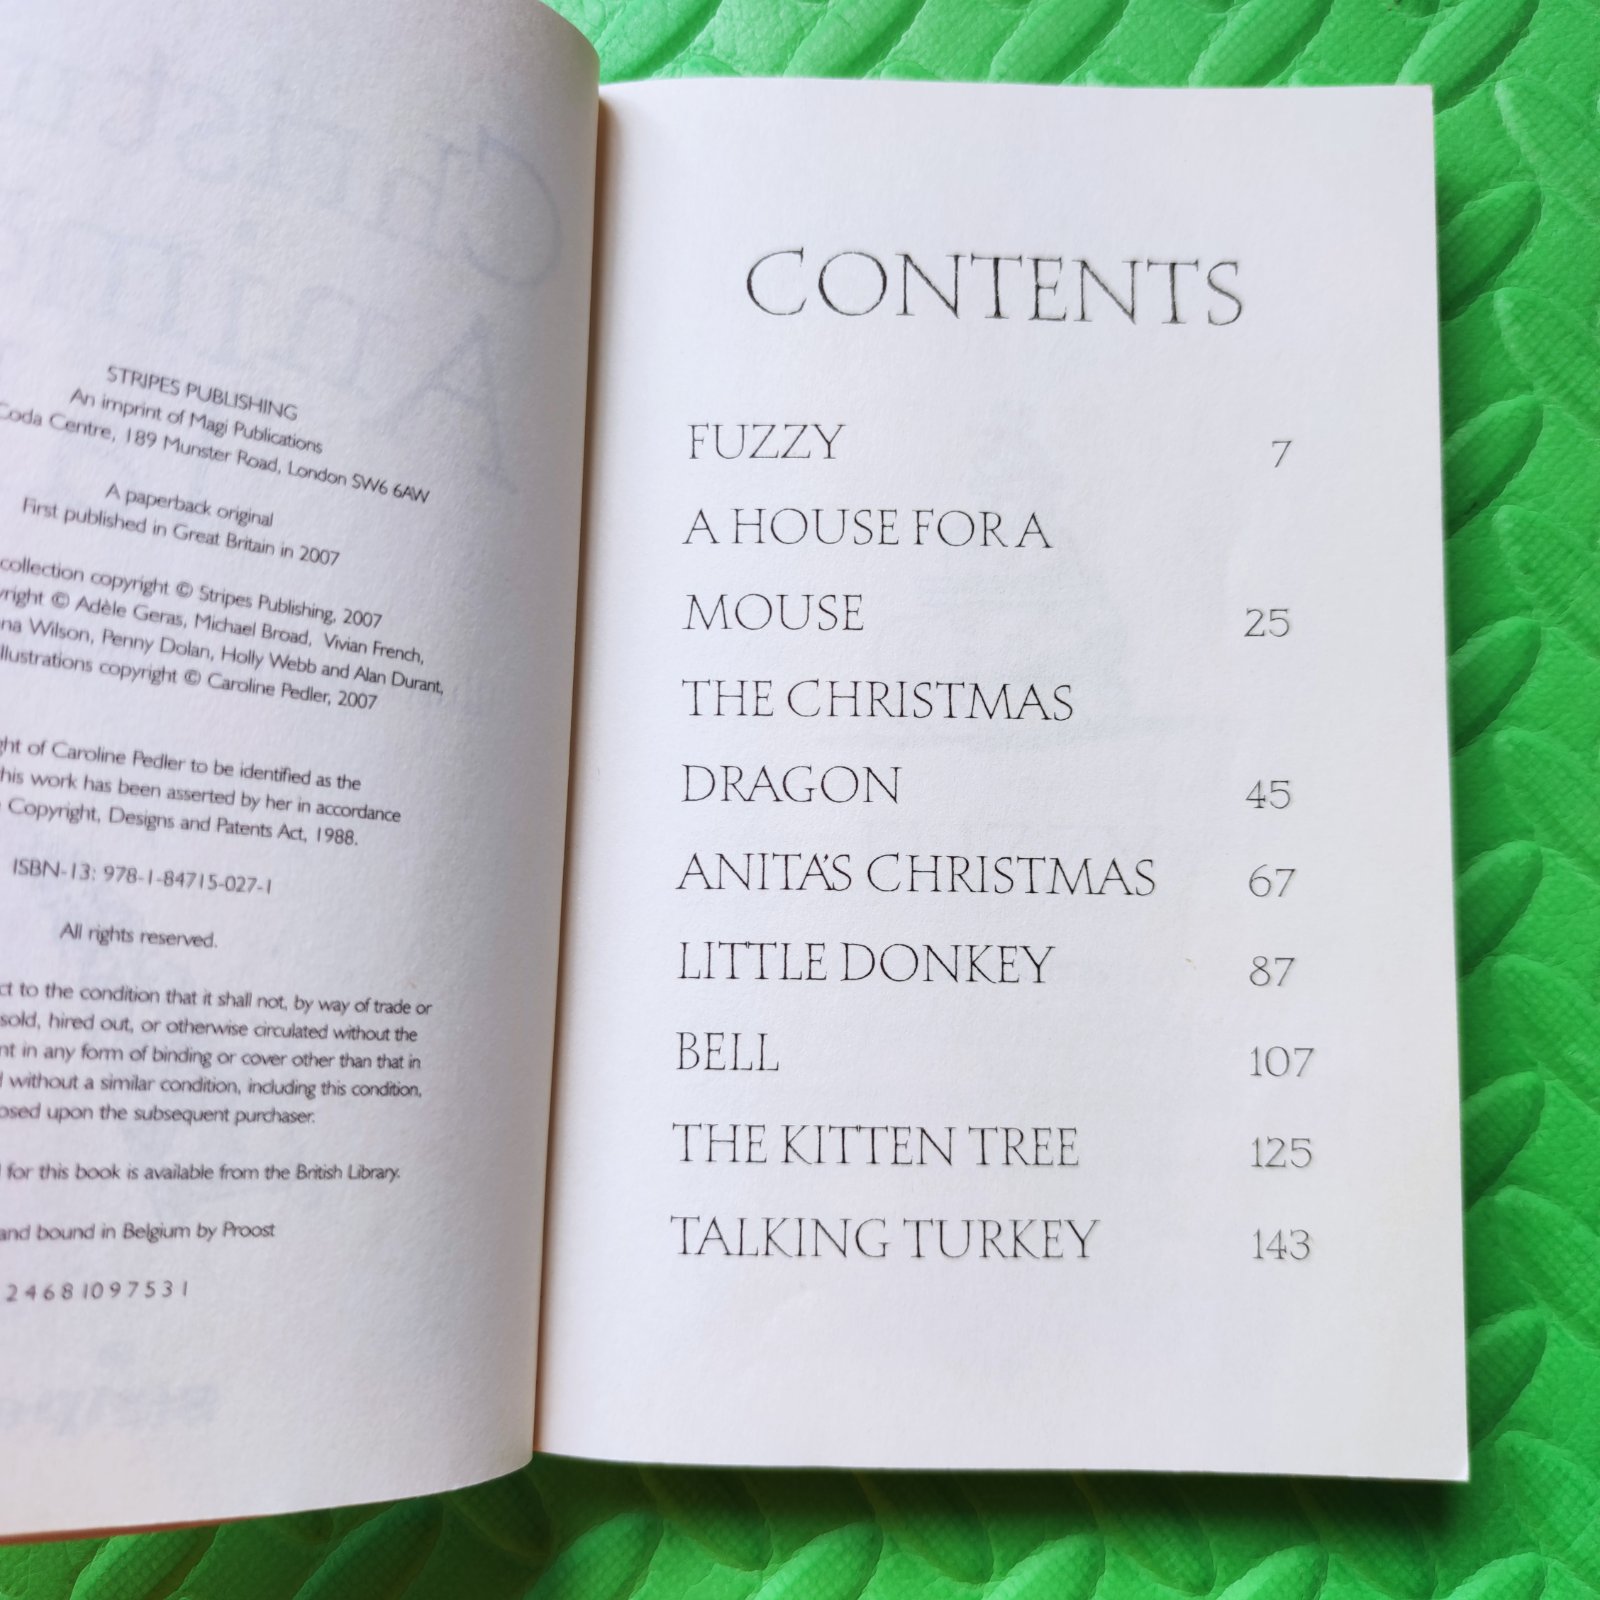 STRIPES PUBLISHING
An imprint of Magi Publications
Coda Centre, 189 Munster Road, London SW6 6AW
A paperback original
First published in Great Britain in 2007
collection copyright © Stripes Publishing, 2007
© Adèle Geras, Michael Broad, Vivian French,
Wilson, Penny Dolan, Holly Webb and Alan Durant,
copyright © Caroline Pedler, 2007
of Caroline Pedler to be identified as the
this work has been asserted by her in accordance
Copyright, Designs and Patents Act, 1988.
ISBN-13: 978-1-84715-027-1
All rights reserved.
to the condition that it shall not, by way of trade or
sold, hired out, or otherwise circulated without the
in any form of binding or cover other than that in
without a similar condition, including this condition,
upon the subsequent purchaser.
for this book is available from the British Library.
and bound in Belgium by Proost
2 4 6 8 10 9 7 5 3 1
CONTENTS
FUZZY 7
A HOUSE FOR A
MOUSE 25
THE CHRISTMAS
DRAGON 45
ANITA'S CHRISTMAS 67
LITTLE DONKEY 87
BELL 107
THE KITTEN TREE 125
TALKING TURKEY 143